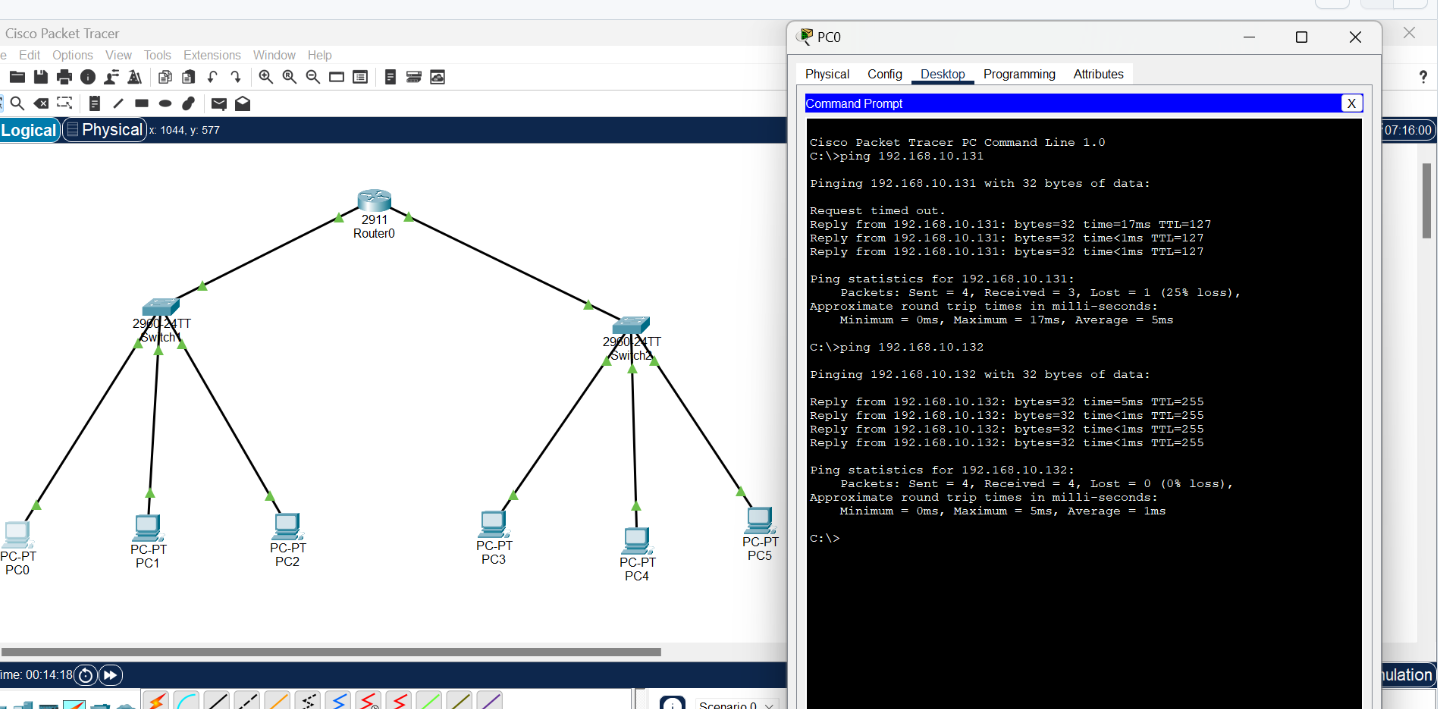 Cisco Packet Tracer
e Edit Options View Tools Extensions Window Help
?
Logical Physical x: 1044, y: 577
07:16:00
2911
Router0
2960-24TT
Switch1
2960-24TT
Switch2
PC-PT
PC0
PC-PT
PC1
PC-PT
PC2
PC-PT
PC3
PC-PT
PC4
PC-PT
PC5
ime: 00:14:18
ulation
Scenario 0
PC0
Physical Config Desktop Programming Attributes
Command Prompt X
Cisco Packet Tracer PC Command Line 1.0
C:\>ping 192.168.10.131
Pinging 192.168.10.131 with 32 bytes of data:
Request timed out.
Reply from 192.168.10.131: bytes=32 time=17ms TTL=127
Reply from 192.168.10.131: bytes=32 time<1ms TTL=127
Reply from 192.168.10.131: bytes=32 time<1ms TTL=127
Ping statistics for 192.168.10.131:
Packets: Sent = 4, Received = 3, Lost = 1 (25% loss),
Approximate round trip times in milli-seconds:
Minimum = 0ms, Maximum = 17ms, Average = 5ms
C:\>ping 192.168.10.132
Pinging 192.168.10.132 with 32 bytes of data:
Reply from 192.168.10.132: bytes=32 time=5ms TTL=255
Reply from 192.168.10.132: bytes=32 time<1ms TTL=255
Reply from 192.168.10.132: bytes=32 time<1ms TTL=255
Reply from 192.168.10.132: bytes=32 time<1ms TTL=255
Ping statistics for 192.168.10.132:
Packets: Sent = 4, Received = 4, Lost = 0 (0% loss),
Approximate round trip times in milli-seconds:
Minimum = 0ms, Maximum = 5ms, Average = 1ms
C:\>